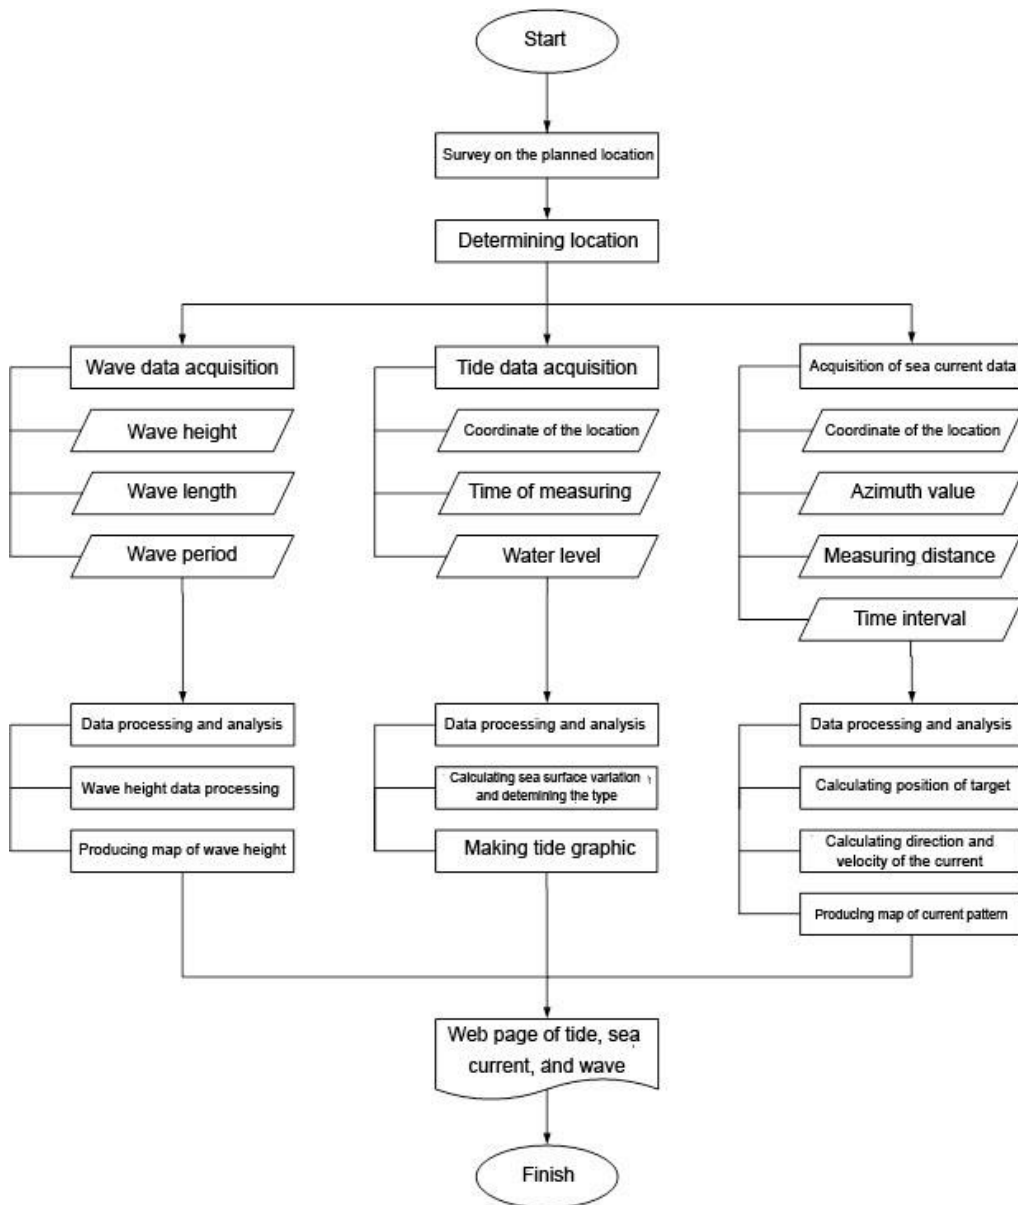 Start
Survey on the planned location
Determining location
Wave data acquisition
Wave height
Wave length
Wave period
Tide data acquisition
Coordinate of the location
Time of measuring
Water level
Acquisition of sea current data
Coordinate of the location
Azimuth value
Measuring distance
Time interval
Data processing and analysis
Wave height data processing
Producing map of wave height
Data processing and analysis
Calculating sea surface variation
and detemining the type
Making tide graphic
Data processing and analysis
Calculating position of target
Calculating direction and
velocity of the current
Producing map of current pattern
Web page of tide, sea
current, and wave
Finish